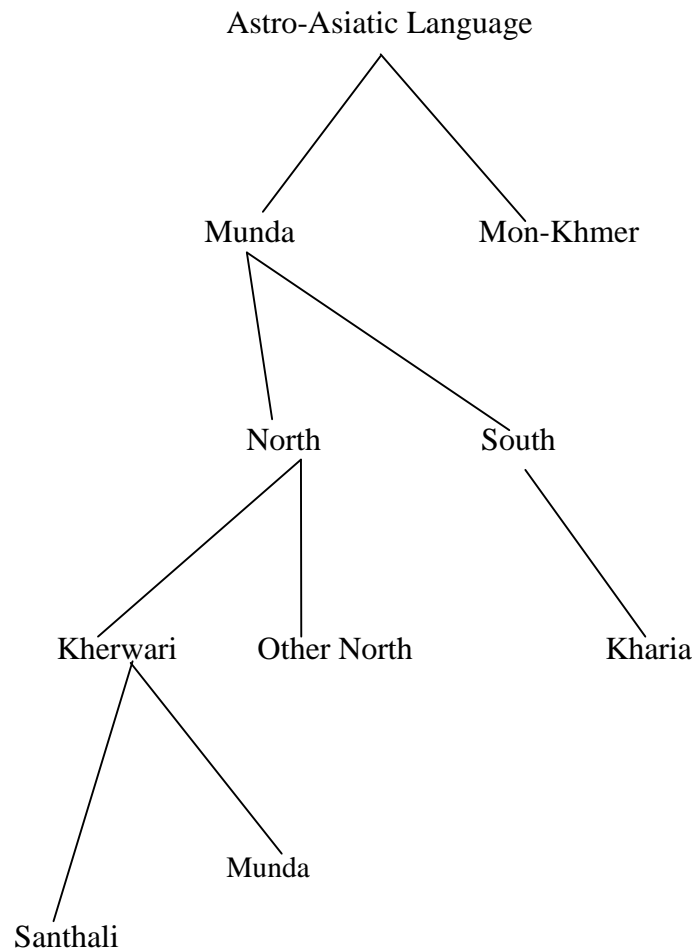 Astro-Asiatic Language
Munda Mon-Khmer
North South
Kherwari Other North Kharia
Munda
Santhali